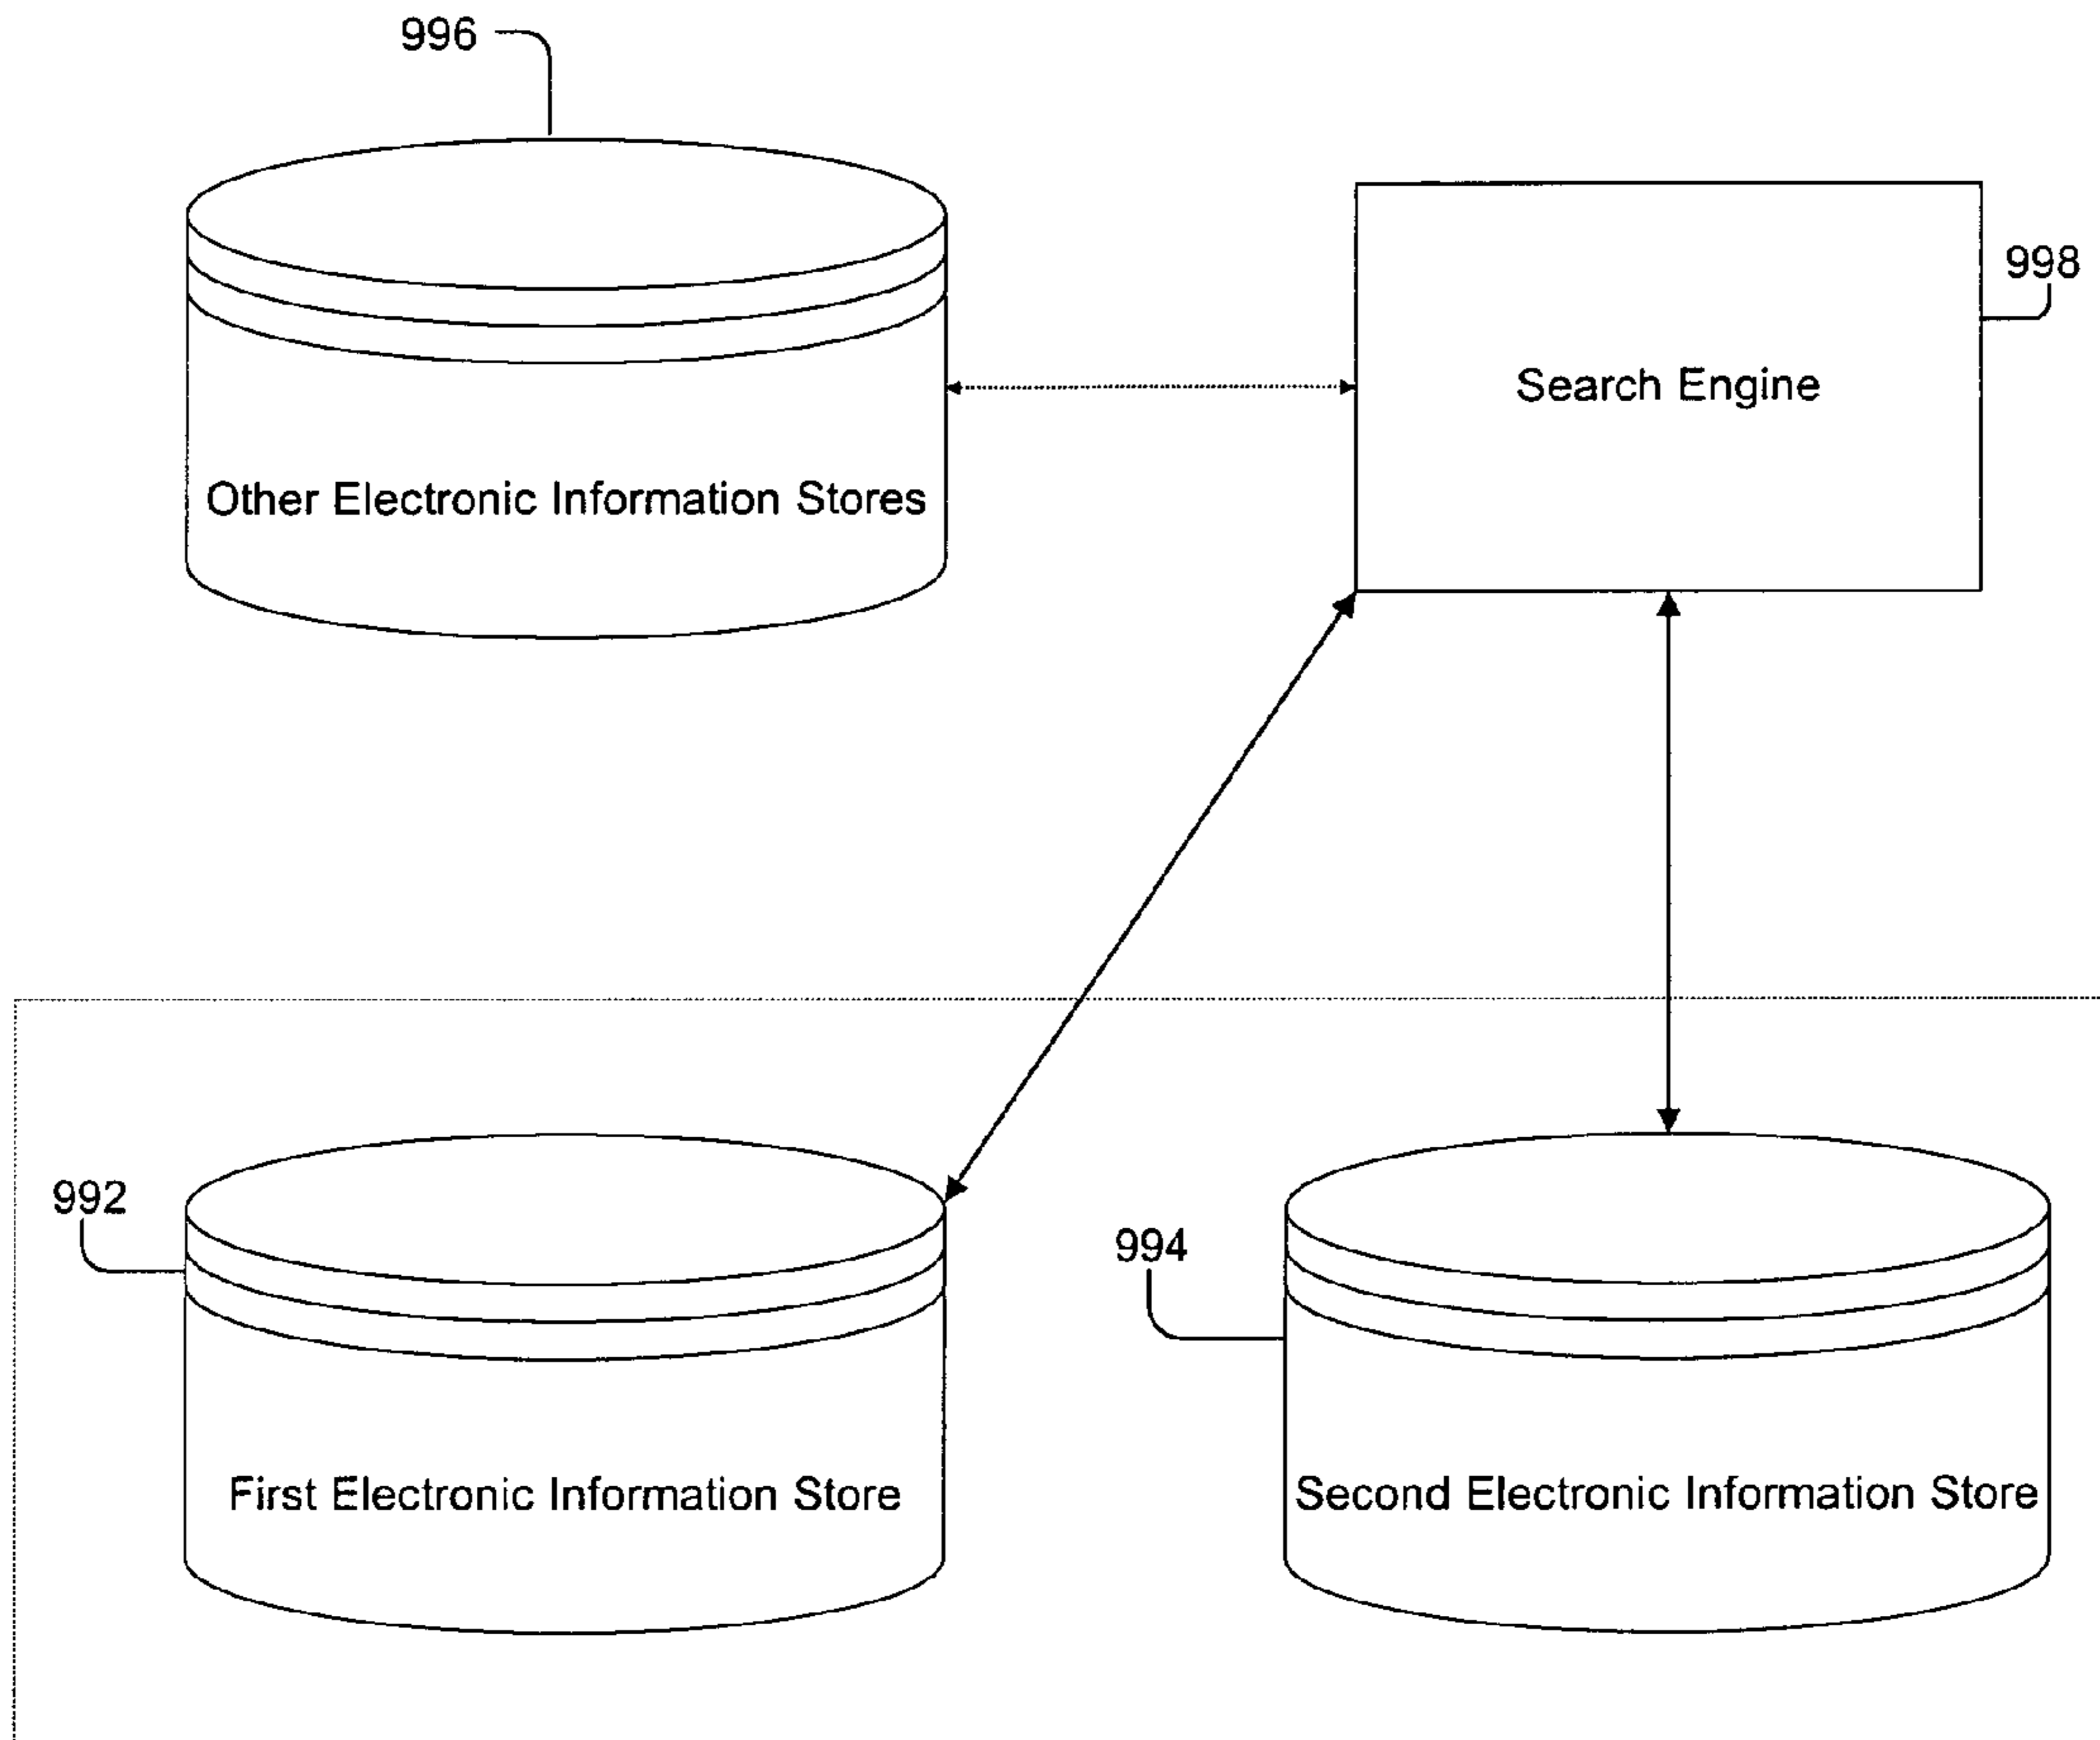 996
998
Search Engine
Other Electronic Information Stores
992
994
First Electronic Information Store
Second Electronic Information Store